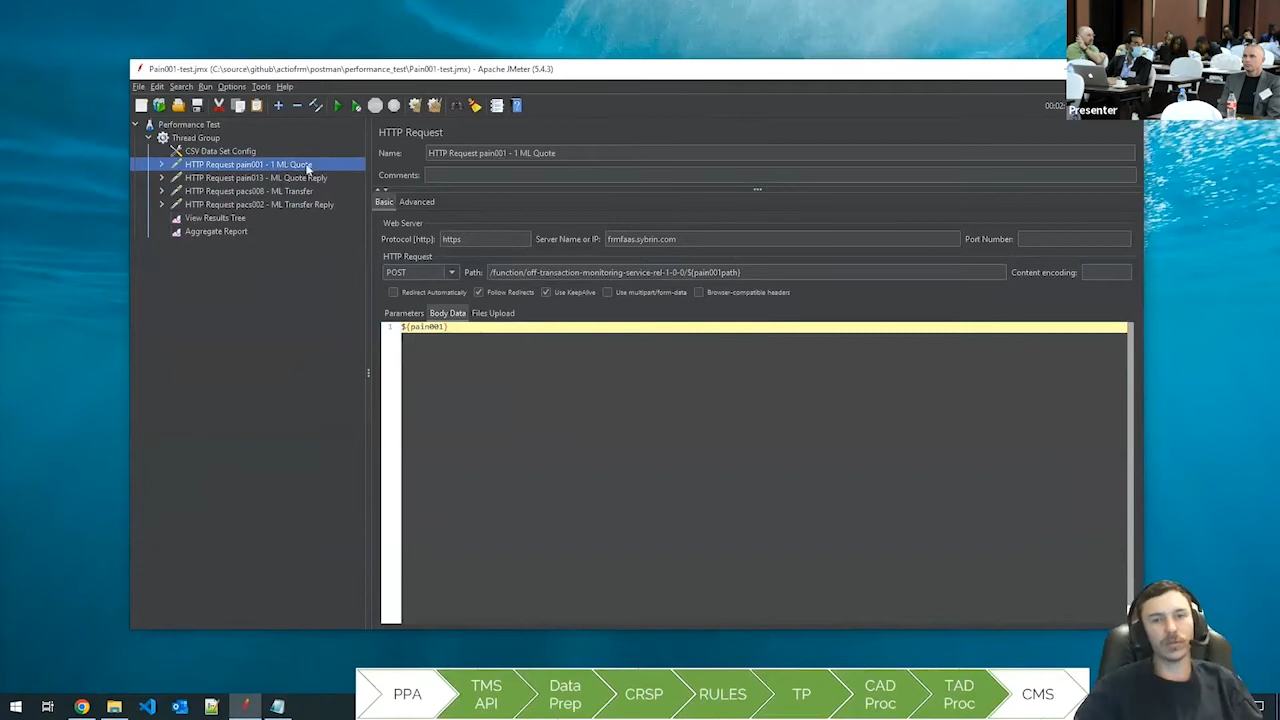 Pain001-test.jmx (C:\source\github\actiofrm\postman\performance_test\Pain001-test.jmx) - Apache JMeter (5.4.3)
File Edit Search Run Options Tools Help
00:02
Presenter
Performance Test
Thread Group
CSV Data Set Config
HTTP Request pain001 - 1 ML Quote
HTTP Request pain013 - ML Quote Reply
HTTP Request pacs008 - ML Transfer
HTTP Request pacs002 - ML Transfer Reply
View Results Tree
Aggregate Report
HTTP Request
Name: HTTP Request pain001 - 1 ML Quote
Comments:
Basic Advanced
Web Server
Protocol [http]: https Server Name or IP: frmfaas.sybrin.com Port Number:
HTTP Request
POST Path: /function/off-transaction-monitoring-service-rel-1-0-0/${pain001path} Content encoding:
Redirect Automatically Follow Redirects Use KeepAlive Use multipart/form-data Browser-compatible headers
Parameters Body Data Files Upload
1 ${pain001}
PPA
TMS
API
Data
Prep
CRSP
RULES
TP
CAD
Proc
TAD
Proc
CMS